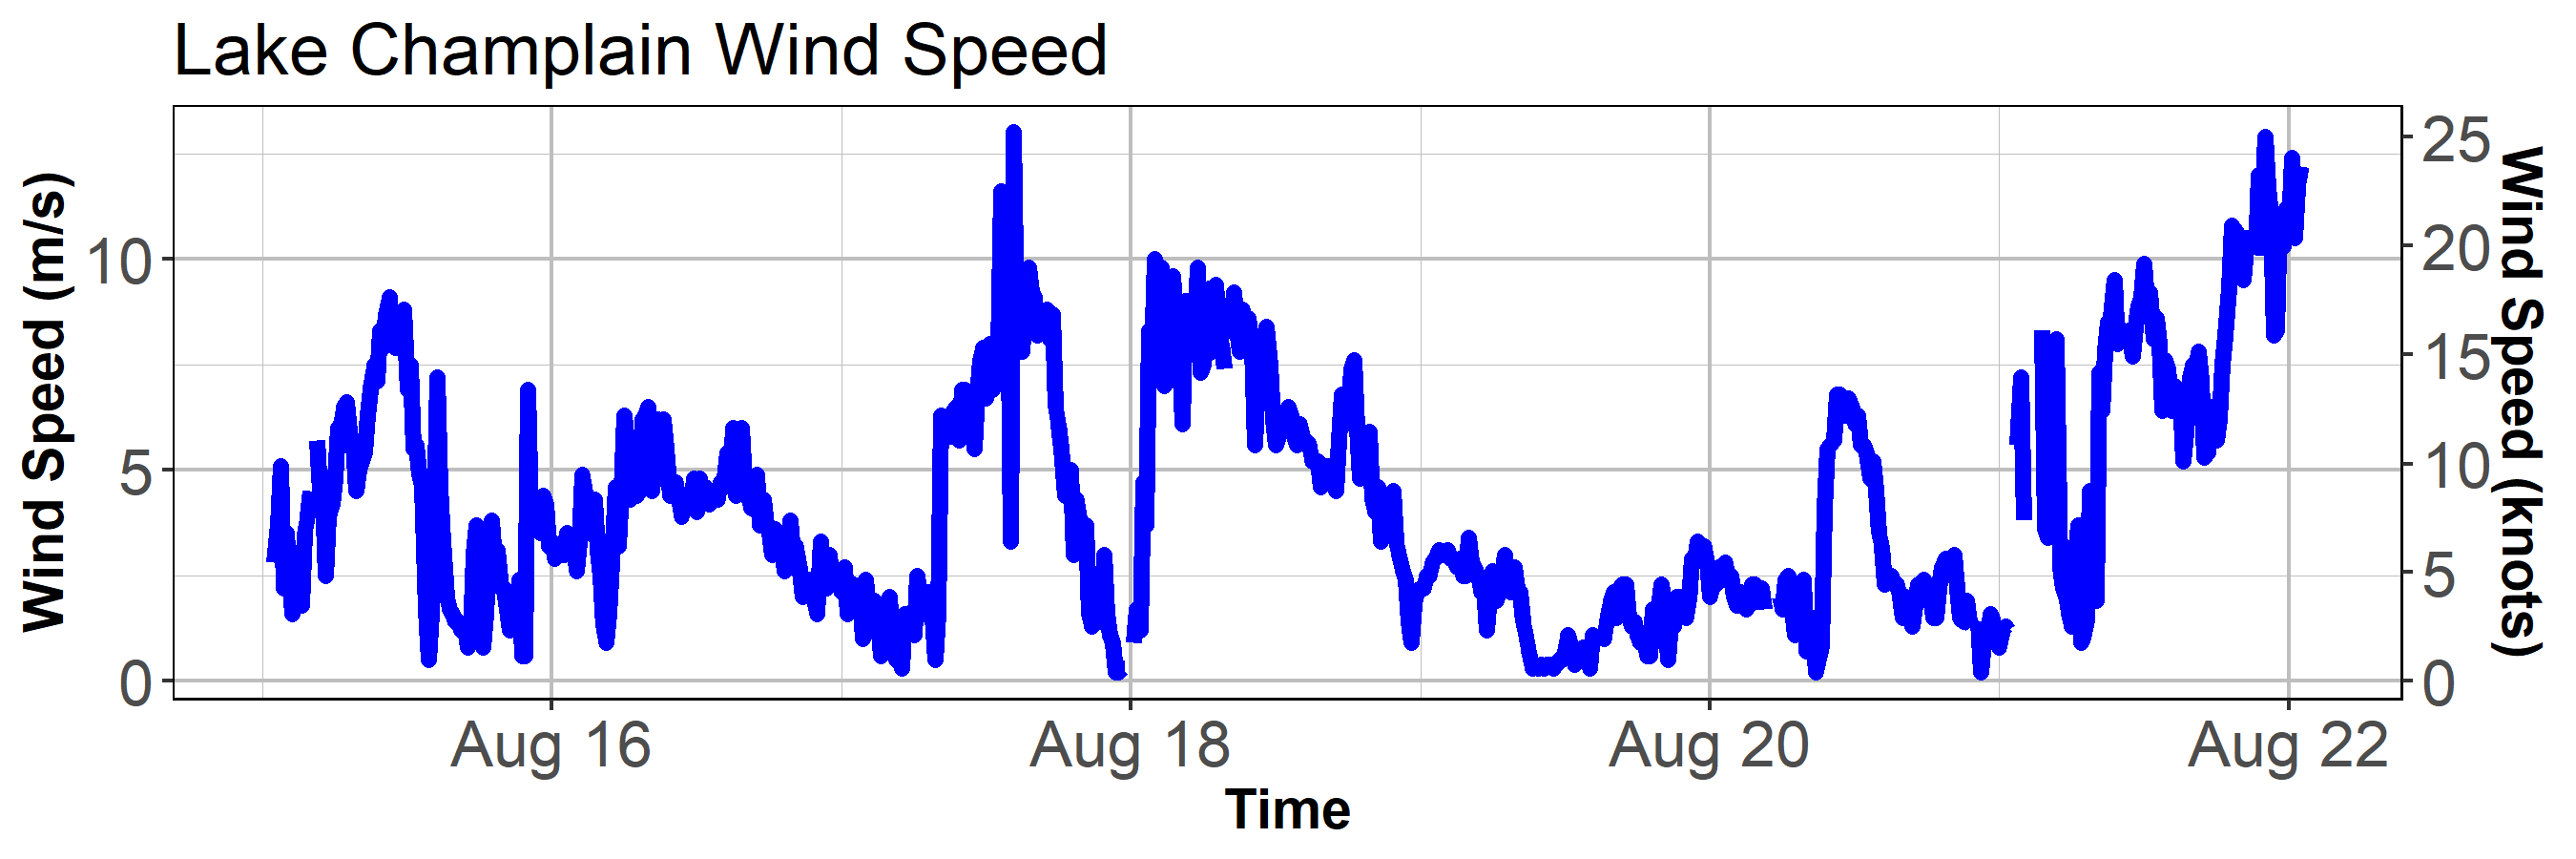 Lake Champlain Wind Speed
Wind Speed (m/s)
10
5
0
25
20
15
10
5
0
Wind Speed (knots)
Aug 16
Aug 18
Aug 20
Aug 22
Time